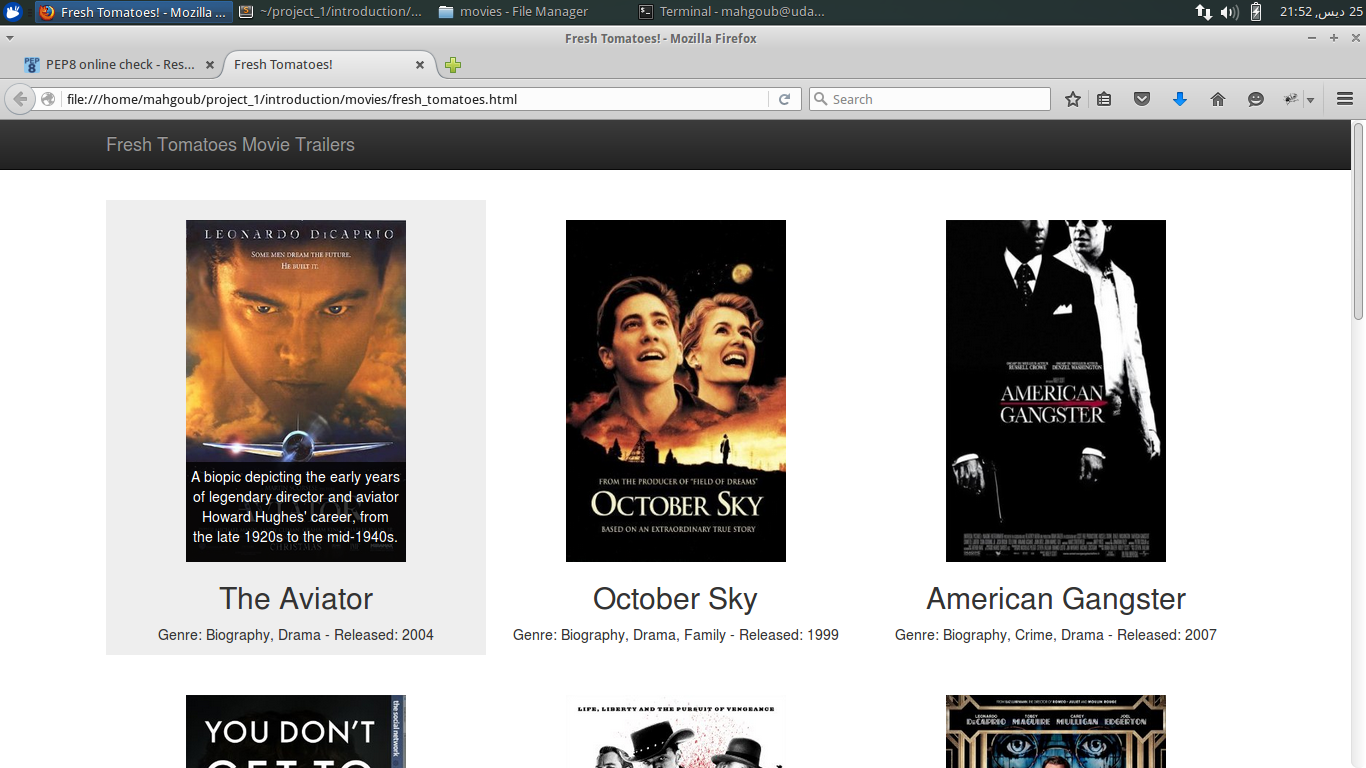 Fresh Tomatoes! - Mozilla ...
~/project_1/introduction/...
movies - File Manager
Terminal - mahgoub@uda...
25 ديس, 21:52
Fresh Tomatoes! - Mozilla Firefox
PEP8 online check - Res...
Fresh Tomatoes!
file:///home/mahgoub/project_1/introduction/movies/fresh_tomatoes.html
Search
Fresh Tomatoes Movie Trailers
LEONARDO DICAPRIO
SOME MEN DREAM THE FUTURE.
HE BUILT IT.
A biopic depicting the early years
of legendary director and aviator
Howard Hughes' career, from
the late 1920s to the mid-1940s.
The Aviator
Genre: Biography, Drama - Released: 2004
FROM THE PRODUCER OF "FIELD OF DREAMS"
OCTOBER SKY
BASED ON AN EXTRAORDINARY TRUE STORY
October Sky
Genre: Biography, Drama, Family - Released: 1999
RUSSELL CROWE
DENZEL WASHINGTON
AMERICAN
GANGSTER
American Gangster
Genre: Biography, Crime, Drama - Released: 2007
YOU DON'T
GET TO
the social network
LIFE, LIBERTY AND THE PURSUIT OF VENGEANCE
LEONARDO DICAPRIO
TOBEY MAGUIRE
CAREY MULLIGAN
JOEL EDGERTON